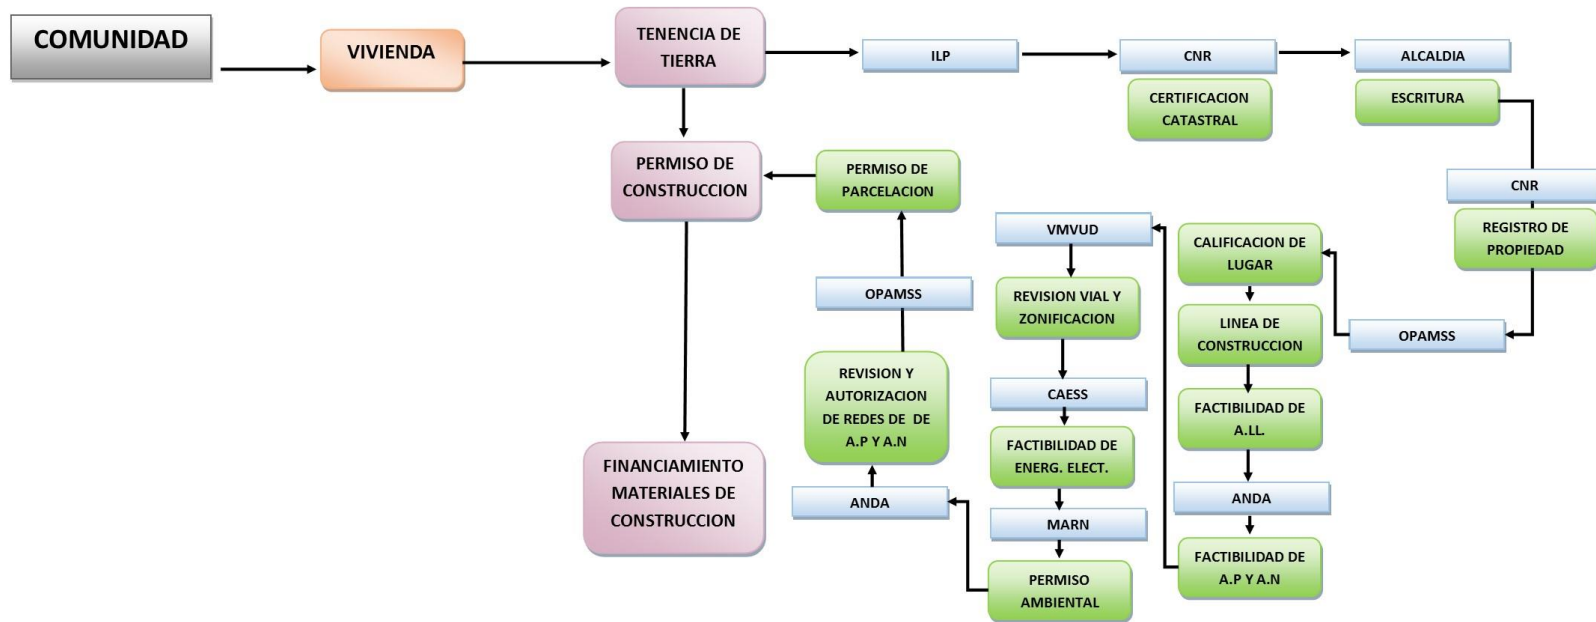 COMUNIDAD
VIVIENDA
TENENCIA DE
TIERRA
ILP
CNR
ALCALDIA
CERTIFICACION
CATASTRAL
ESCRITURA
CNR
REGISTRO DE
PROPIEDAD
OPAMSS
CALIFICACION DE
LUGAR
LINEA DE
CONSTRUCCION
FACTIBILIDAD DE
A.LL.
ANDA
FACTIBILIDAD DE
A.P Y A.N
VMVUD
REVISION VIAL Y
ZONIFICACION
CAESS
FACTIBILIDAD DE
ENERG. ELECT.
MARN
PERMISO
AMBIENTAL
ANDA
REVISION Y
AUTORIZACION
DE REDES DE  DE
A.P Y A.N
OPAMSS
PERMISO DE
PARCELACION
PERMISO DE
CONSTRUCCION
FINANCIAMIENTO
MATERIALES DE
CONSTRUCCION